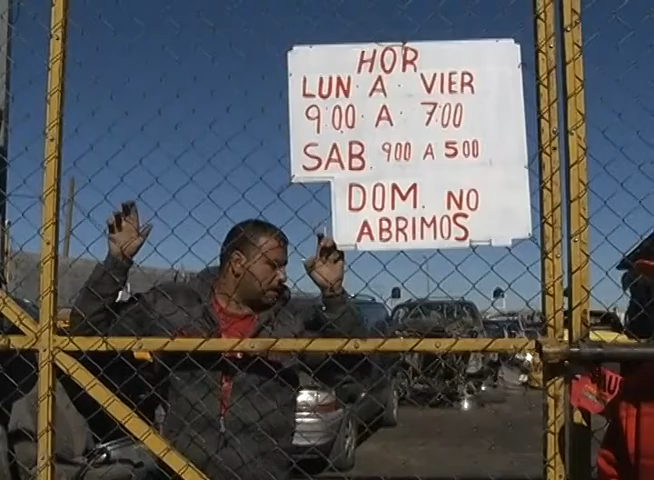 HOR
LUN A VIER
9:00 A 7:00
SAB. 9:00 A 5:00
DOM. NO
ABRIMOS